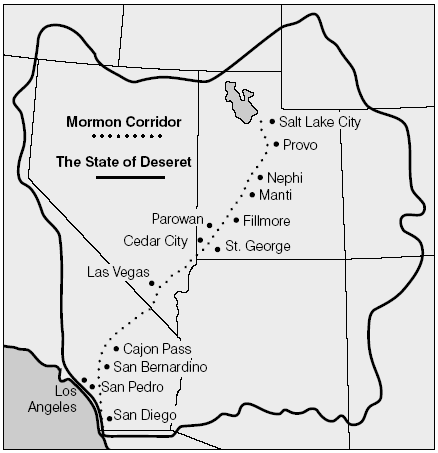 Mormon Corridor
The State of Deseret
Salt Lake City
Provo
Nephi
Manti
Parowan
Fillmore
Cedar City
St. George
Las Vegas
Cajon Pass
San Bernardino
Los
Angeles
San Pedro
San Diego